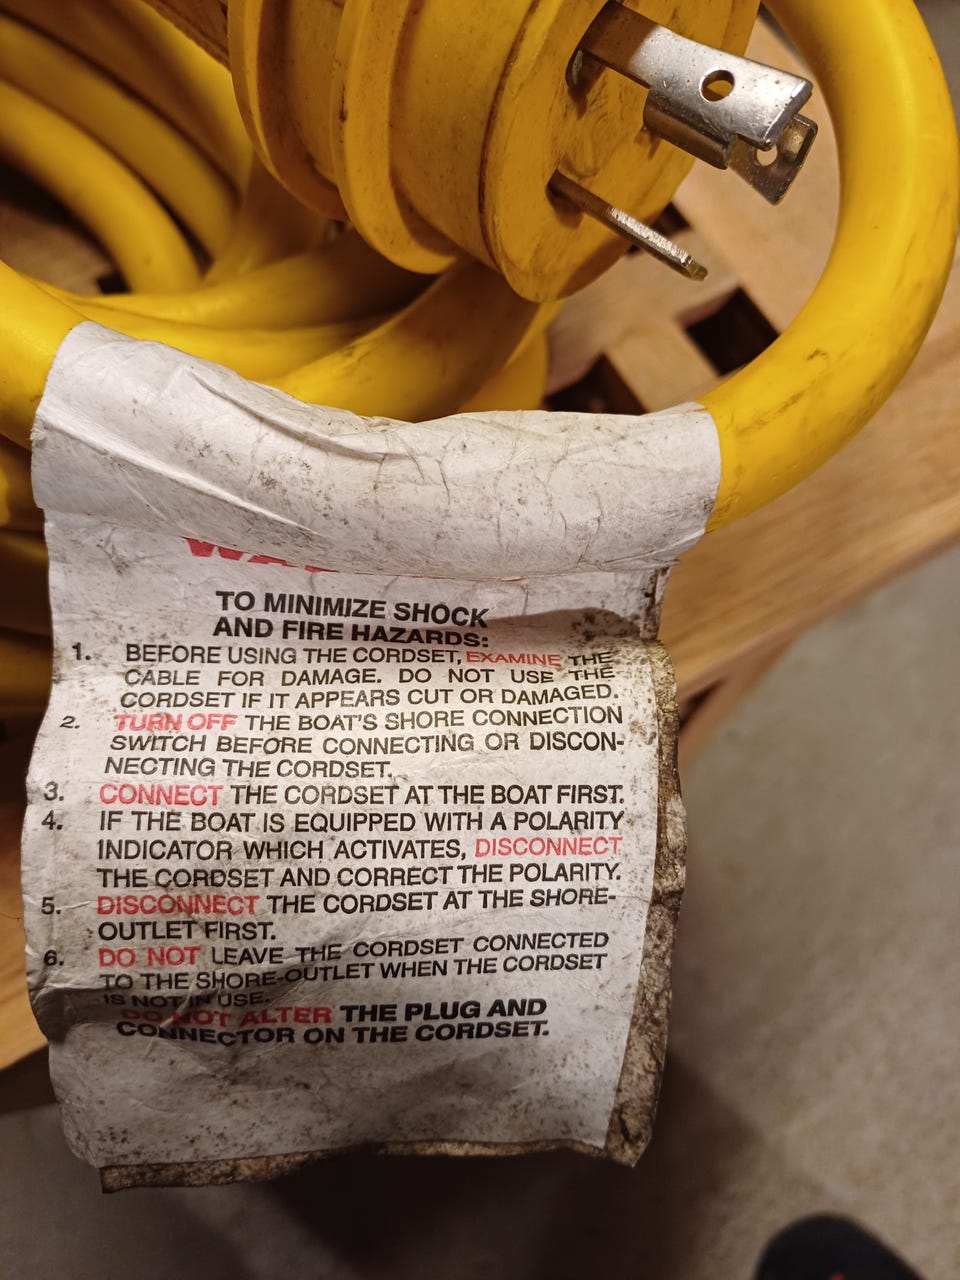 TO MINIMIZE SHOCK
AND FIRE HAZARDS:
1. BEFORE USING THE CORDSET, EXAMINE THE
CABLE FOR DAMAGE. DO NOT USE THE
CORDSET IF IT APPEARS CUT OR DAMAGED.
2. TURN OFF THE BOAT'S SHORE CONNECTION
SWITCH BEFORE CONNECTING OR DISCON-
NECTING THE CORDSET.
3. CONNECT THE CORDSET AT THE BOAT FIRST.
4. IF THE BOAT IS EQUIPPED WITH A POLARITY
INDICATOR WHICH ACTIVATES, DISCONNECT
THE CORDSET AND CORRECT THE POLARITY.
5. DISCONNECT THE CORDSET AT THE SHORE-
OUTLET FIRST.
6. DO NOT LEAVE THE CORDSET CONNECTED
TO THE SHORE-OUTLET WHEN THE CORDSET
IS NOT IN USE.
DO NOT ALTER THE PLUG AND
CONNECTOR ON THE CORDSET.